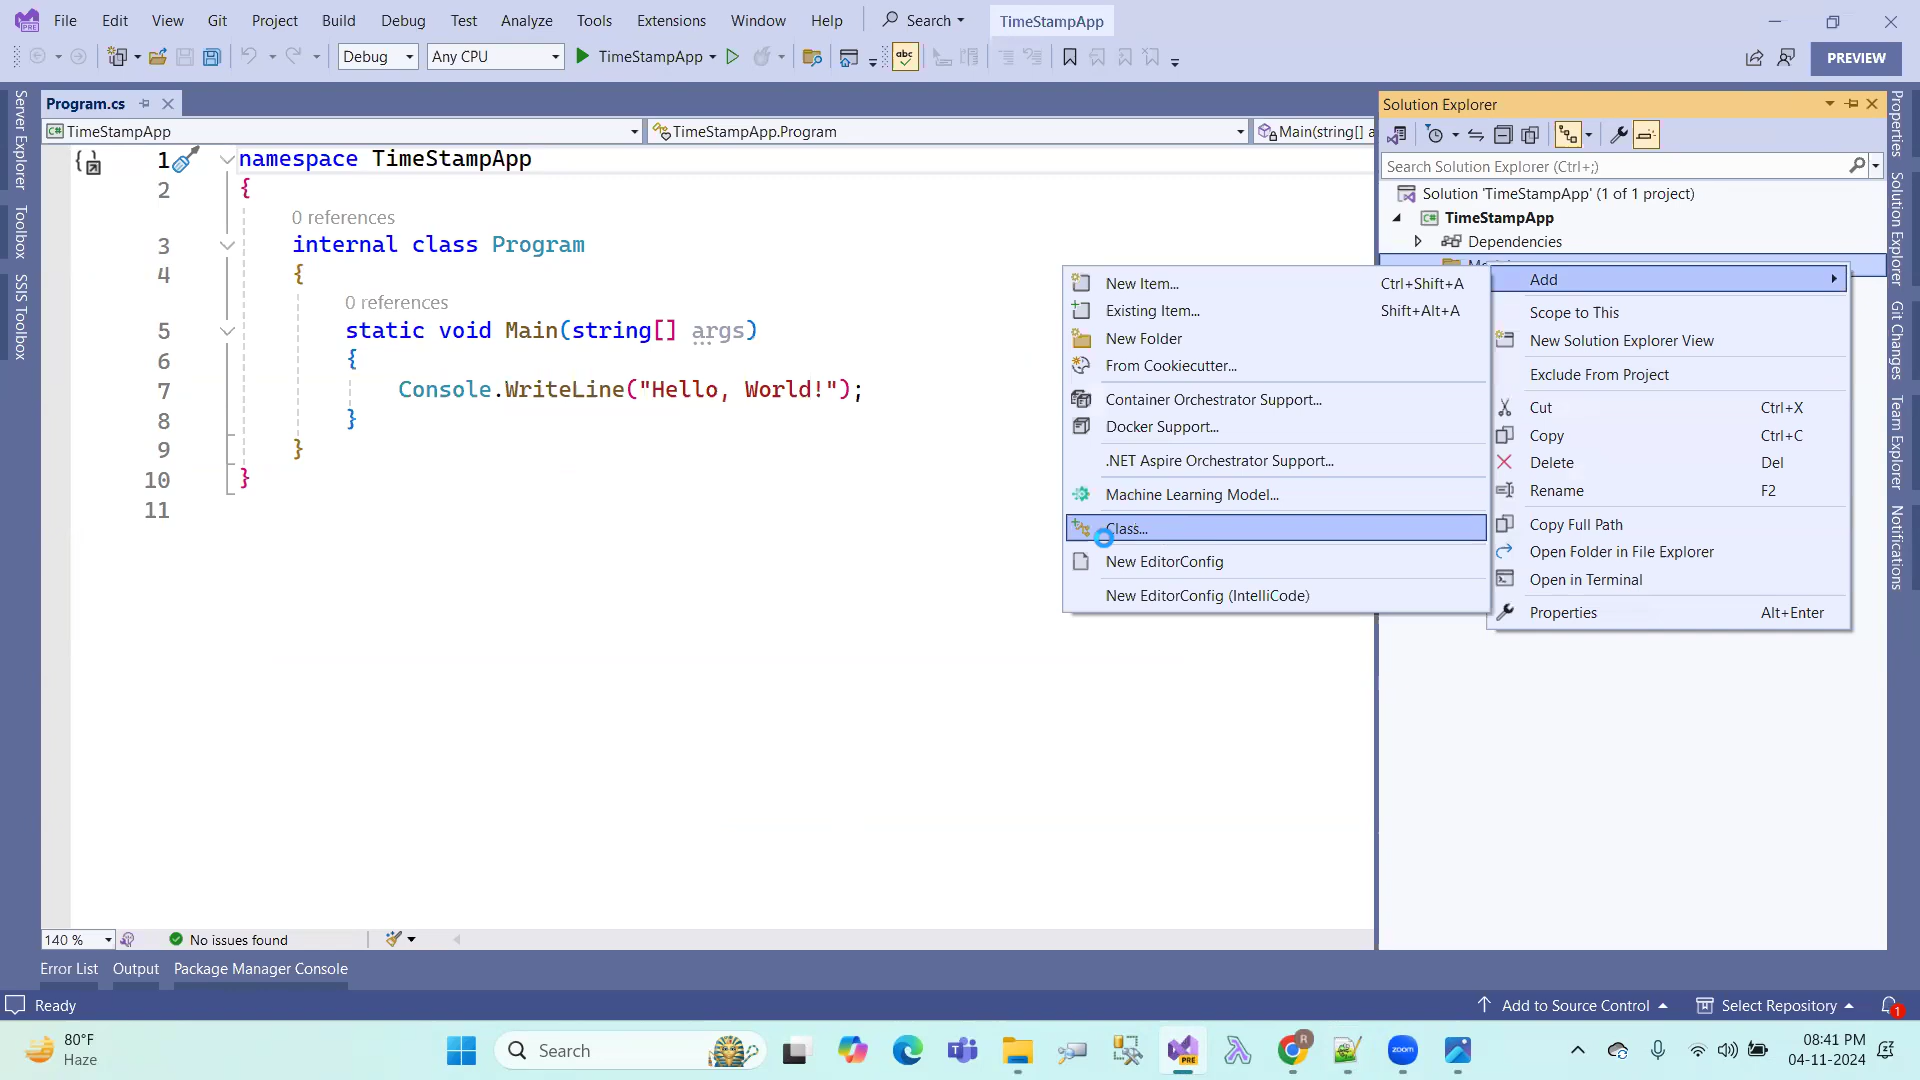 File Edit View Git Project Build Debug Test Analyze Tools Extensions Window Help Search TimeStampApp
Debug Any CPU TimeStampApp PREVIEW
Program.cs
TimeStampApp TimeStampApp.Program Main(string[] a
1 namespace TimeStampApp
2 {
0 references
3 internal class Program
4 {
0 references
5 static void Main(string[] args)
6 {
7 Console.WriteLine("Hello, World!");
8 }
9 }
10 }
11
Server Explorer
Toolbox
SSIS Toolbox
Solution Explorer
Search Solution Explorer (Ctrl+;)
Solution 'TimeStampApp' (1 of 1 project)
TimeStampApp
Dependencies
New Item... Ctrl+Shift+A
Existing Item... Shift+Alt+A
New Folder
From Cookiecutter...
Container Orchestrator Support...
Docker Support...
.NET Aspire Orchestrator Support...
Machine Learning Model...
Class...
New EditorConfig
New EditorConfig (IntelliCode)
Add
Scope to This
New Solution Explorer View
Exclude From Project
Cut Ctrl+X
Copy Ctrl+C
Delete Del
Rename F2
Copy Full Path
Open Folder in File Explorer
Open in Terminal
Properties Alt+Enter
Properties
Solution Explorer
Git Changes
Team Explorer
Notifications
140 % No issues found
Error List Output Package Manager Console
Ready Add to Source Control Select Repository 1
80°F
Haze
Search
08:41 PM
04-11-2024